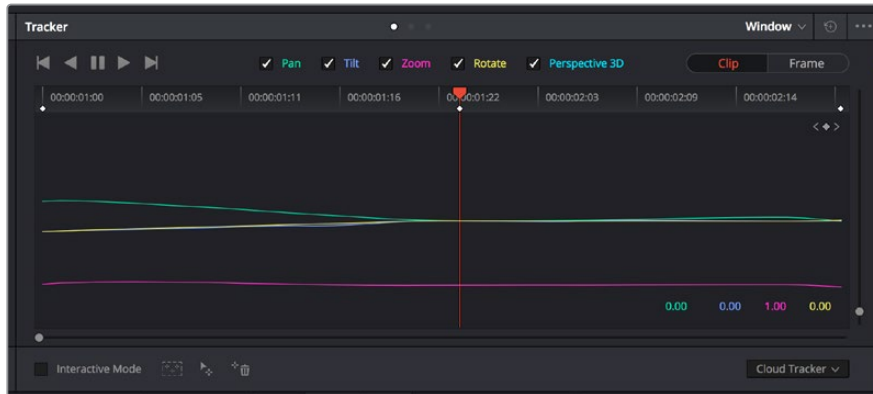 Tracker Window
Pan Tilt Zoom Rotate Perspective 3D Clip Frame
00:00:01:00 00:00:01:05 00:00:01:11 00:00:01:16 00:00:01:22 00:00:02:03 00:00:02:09 00:00:02:14
0.00 0.00 1.00 0.00
Interactive Mode Cloud Tracker